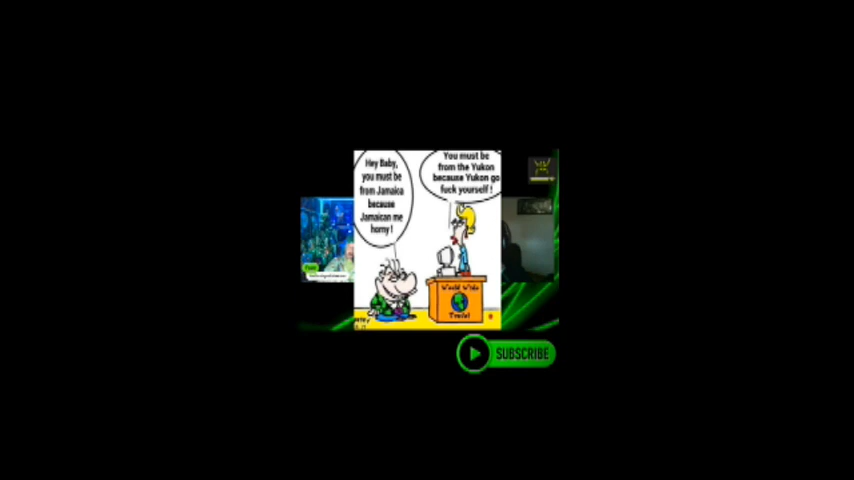 Hey Baby,
you must be
from Jamaica
because
Jamaican me
horny !
You must be
from the Yukon
because Yukon go
fuck yourself !
World Wide
Travel
SUBSCRIBE